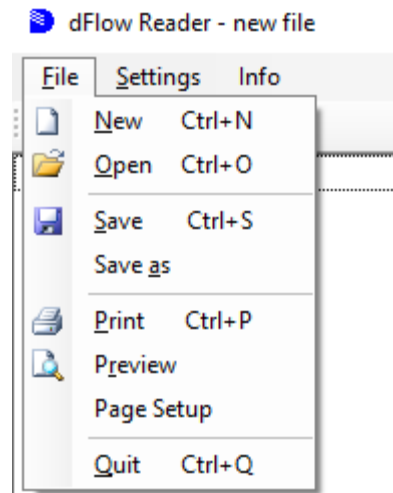 dFlow Reader - new file
File Settings Info
New Ctrl+N
Open Ctrl+O
Save Ctrl+S
Save as
Print Ctrl+P
Preview
Page Setup
Quit Ctrl+Q